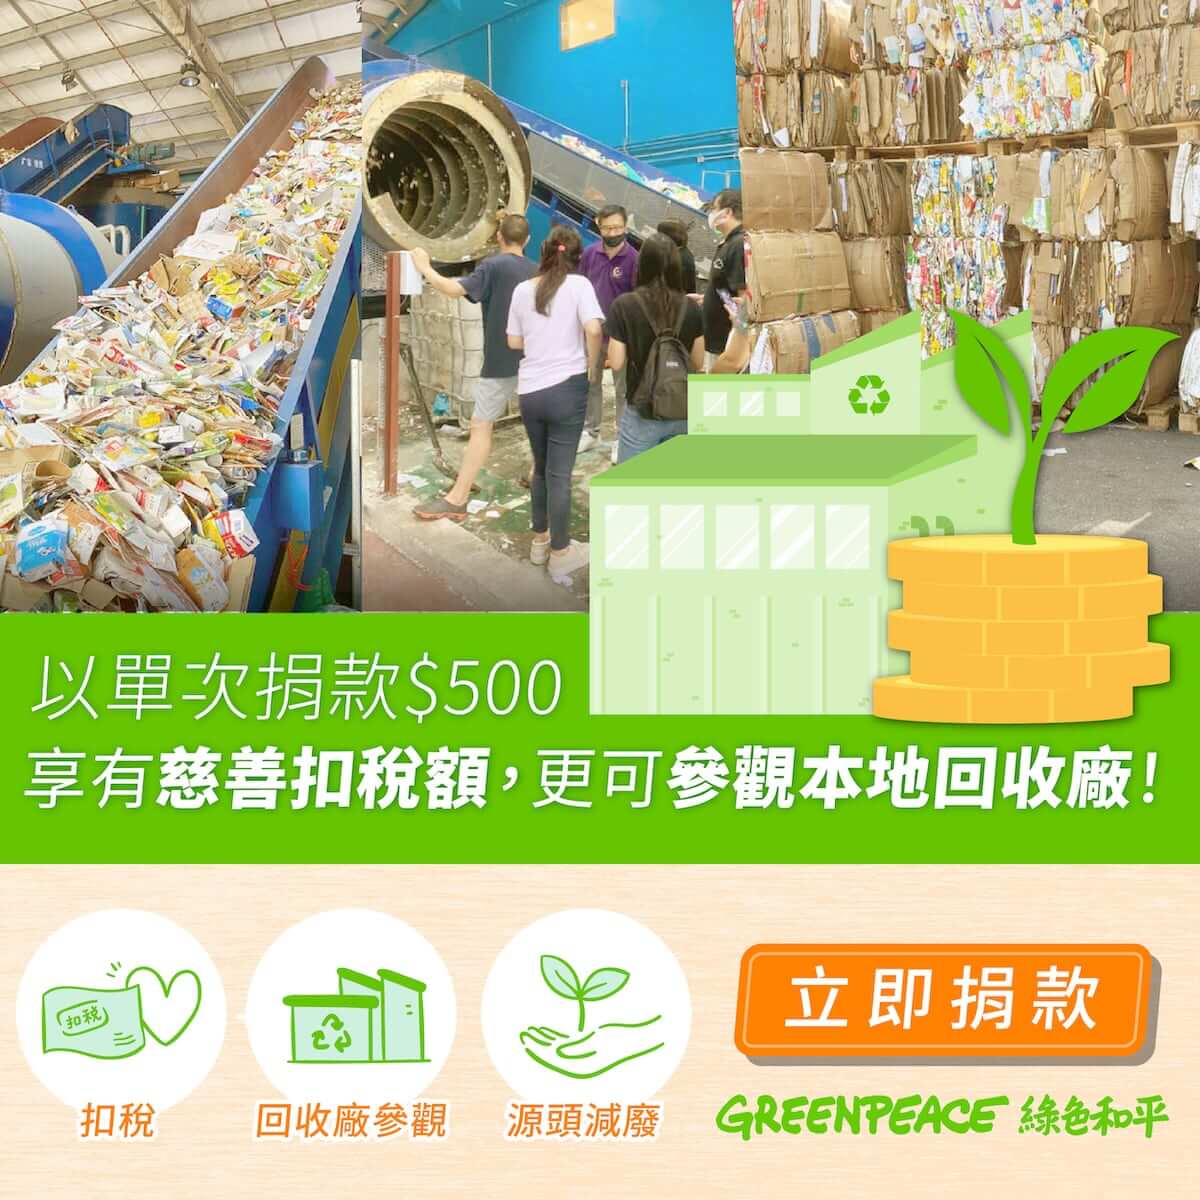 以單次捐款$500
享有慈善扣稅額，更可參觀本地回收廠！
扣稅
扣稅
回收廠參觀
源頭減廢
立即捐款
GREENPEACE 綠色和平